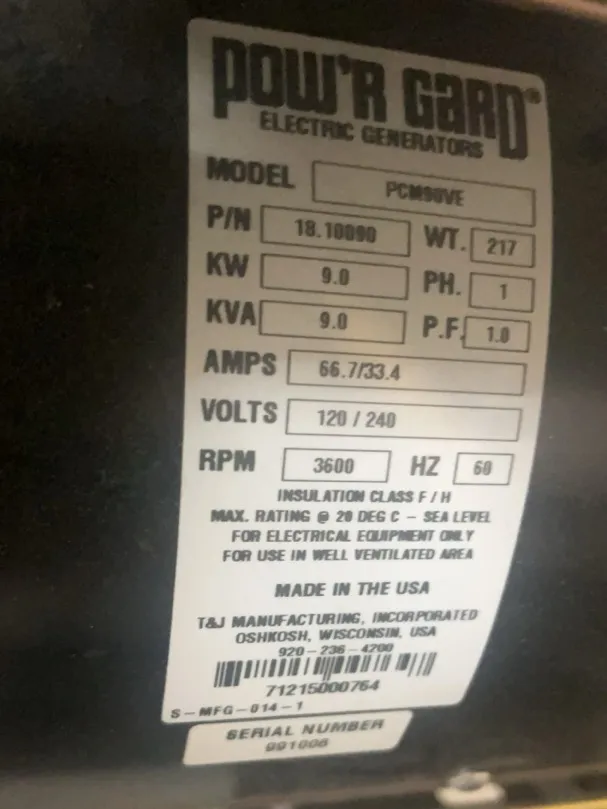 POW'R GARD®
ELECTRIC GENERATORS
MODEL PCM90VE
P/N 18.10090 WT. 217
KW 9.0 PH. 1
KVA 9.0 P.F. 1.0
AMPS 66.7/33.4
VOLTS 120 / 240
RPM 3600 HZ 60
INSULATION CLASS F / H
MAX. RATING @ 20 DEG C - SEA LEVEL
FOR ELECTRICAL EQUIPMENT ONLY
FOR USE IN WELL VENTILATED AREA
MADE IN THE USA
T&J MANUFACTURING, INCORPORATED
OSHKOSH, WISCONSIN, USA
920-236-4200
71215000764
S-MFG-014-1
SERIAL NUMBER